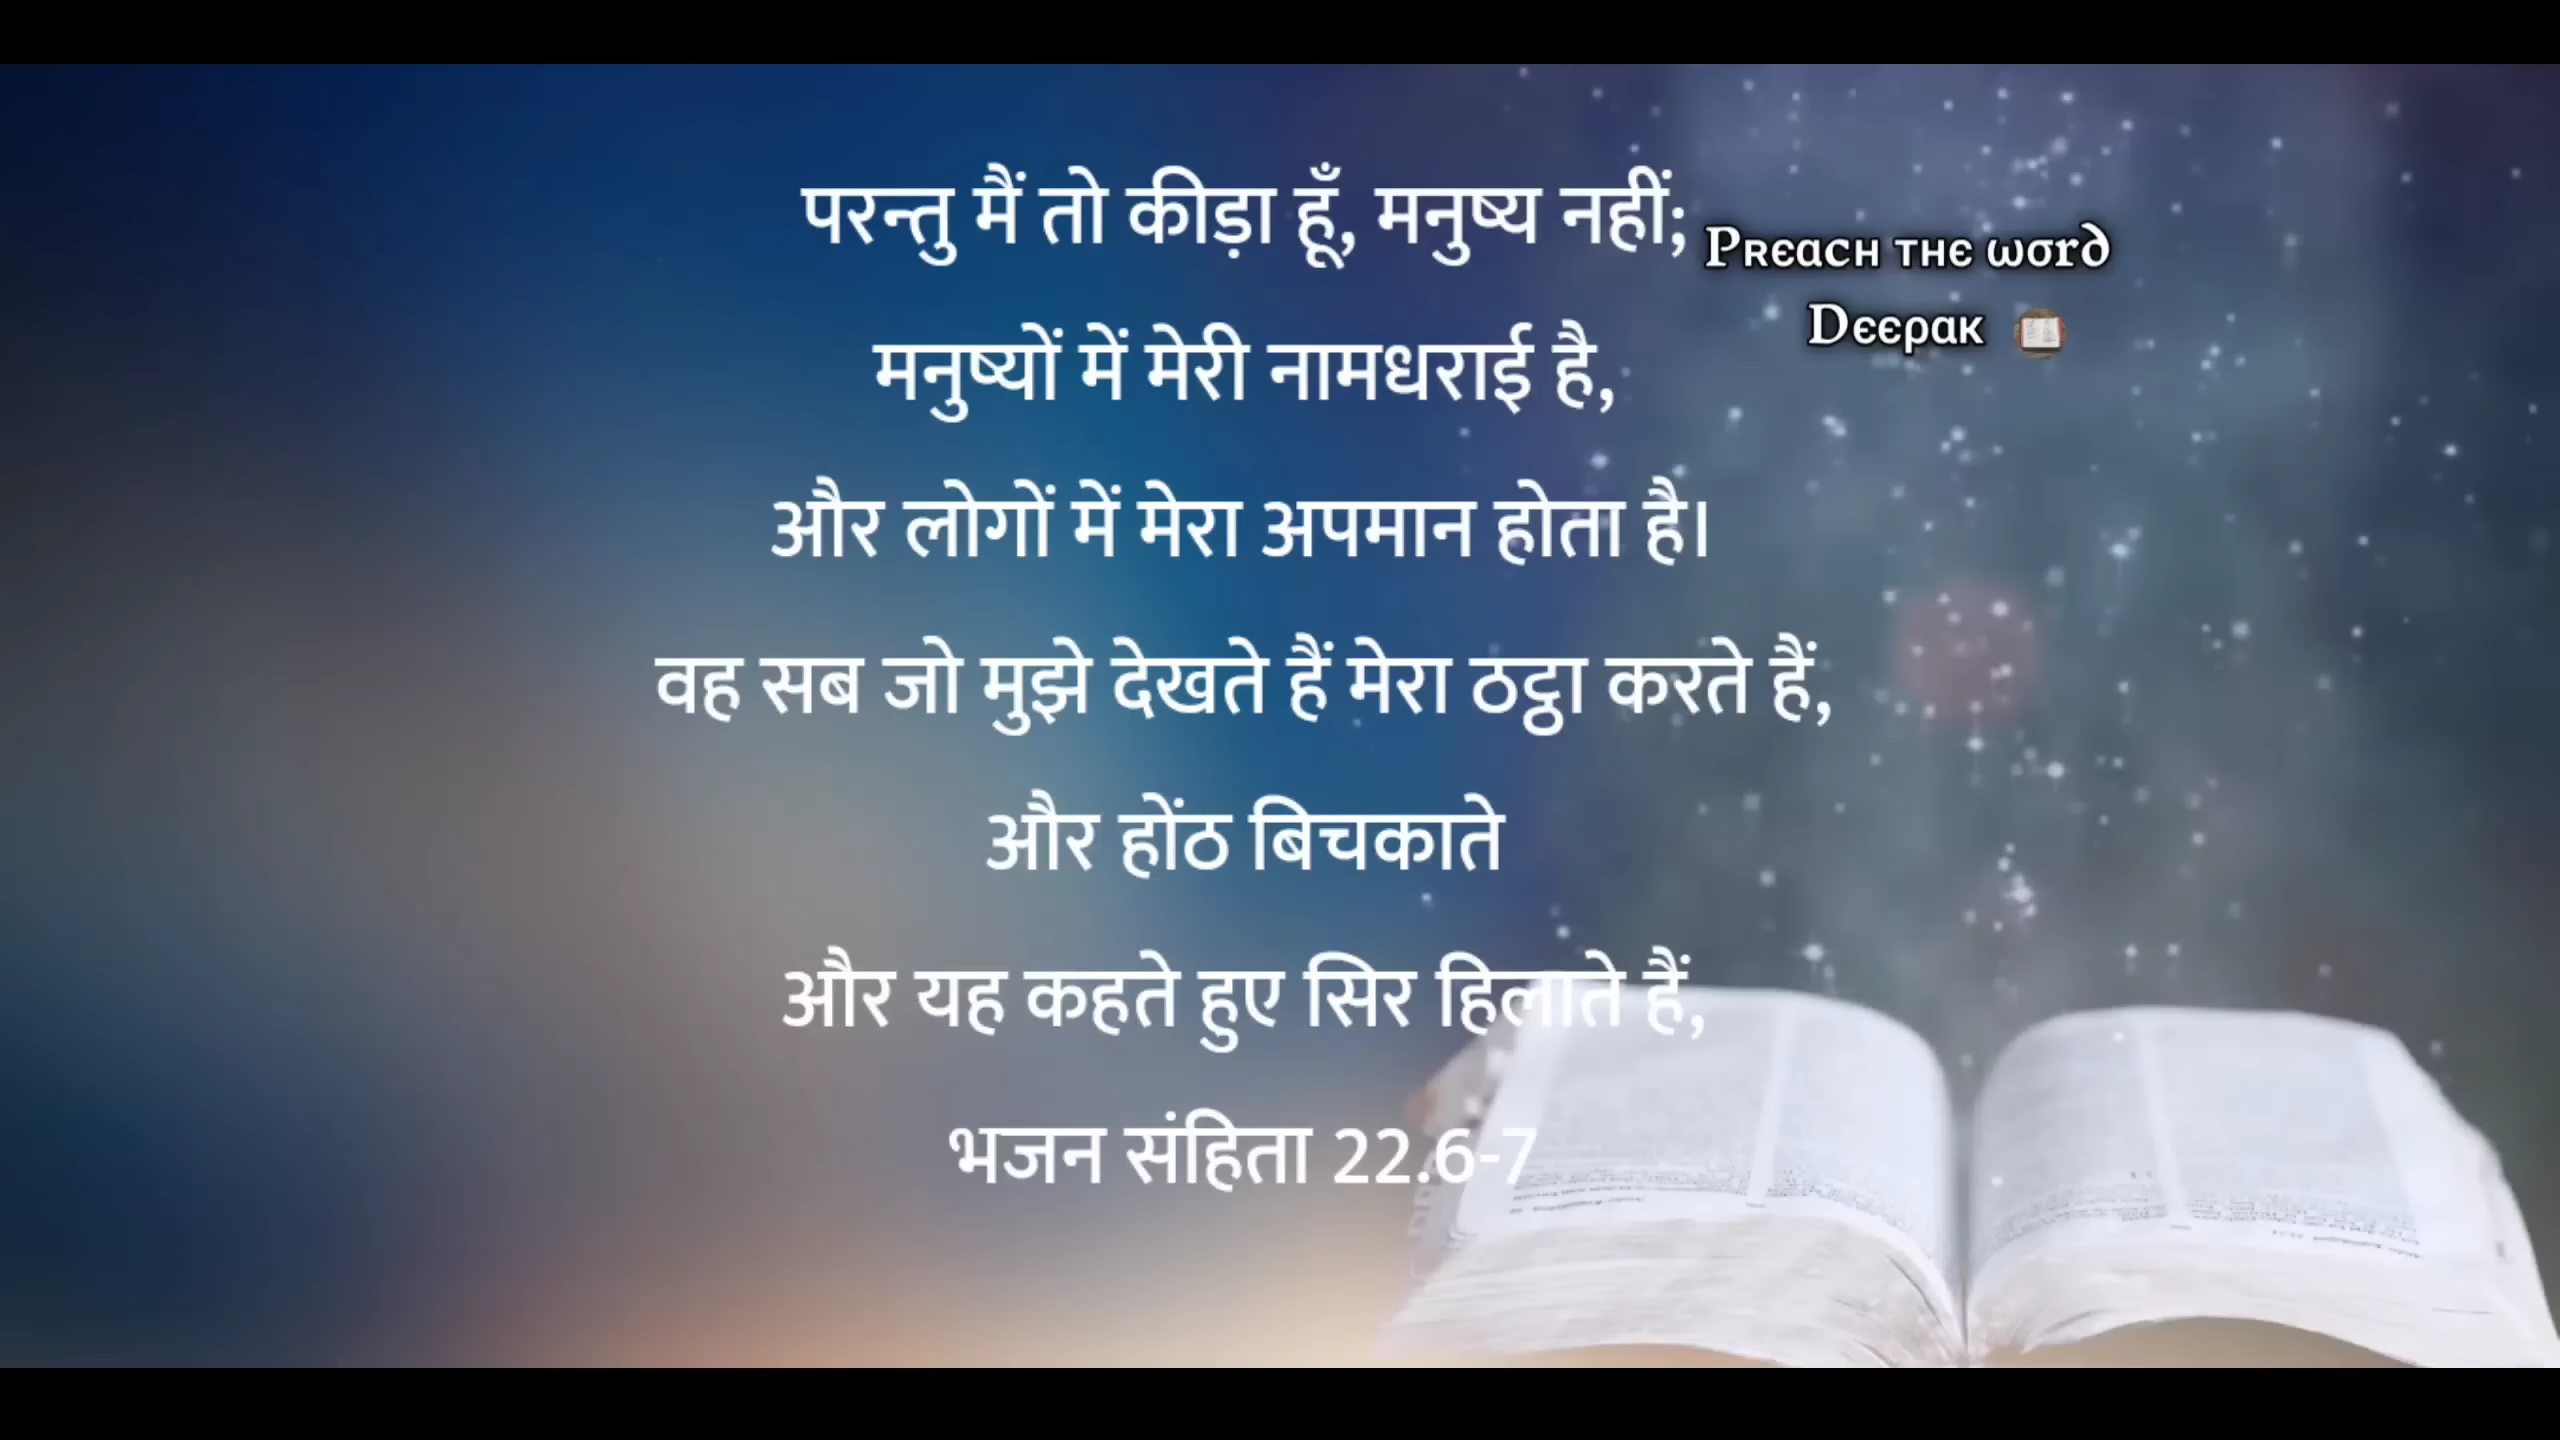 परन्तु मैं तो कीड़ा हूँ, मनुष्य नहीं;
Preach the word
Deepak
मनुष्यों में मेरी नामधराई है,
और लोगों में मेरा अपमान होता है।
वह सब जो मुझे देखते हैं मेरा ठट्ठा करते हैं,
और होंठ बिचकाते
और यह कहते हुए सिर हिलाते हैं,
भजन संहिता 22.6-7